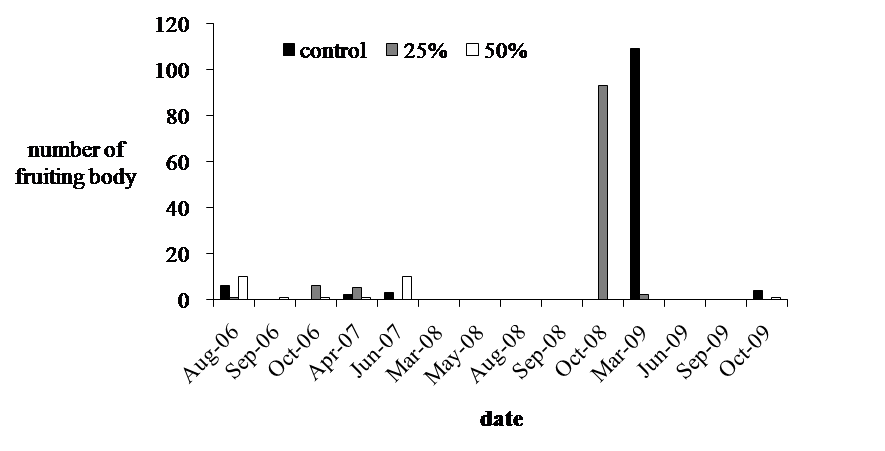 120
control 25% 50%
100
80
number of
fruiting body
60
40
20
0
Aug-06 Sep-06 Oct-06 Apr-07 Jun-07 Mar-08 May-08 Aug-08 Sep-08 Oct-08 Mar-09 Jun-09 Sep-09 Oct-09
date